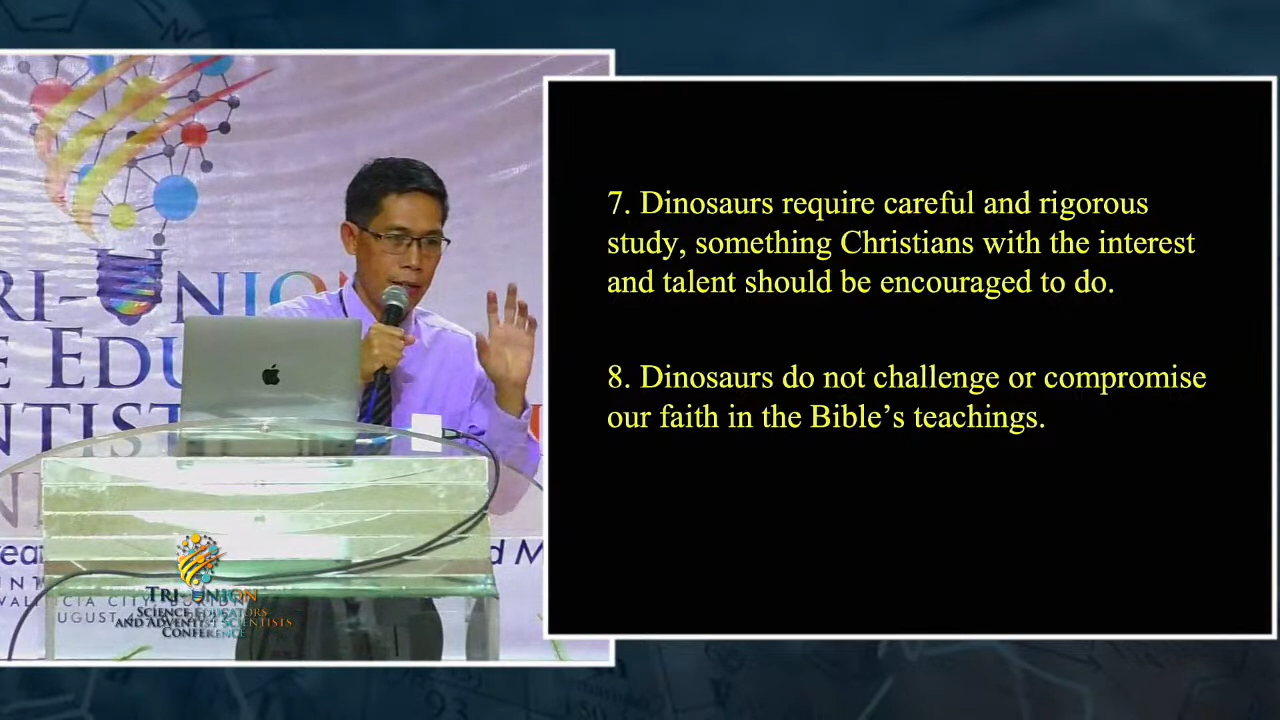 7. Dinosaurs require careful and rigorous
study, something Christians with the interest
and talent should be encouraged to do.
8. Dinosaurs do not challenge or compromise
our faith in the Bible’s teachings.
TRI-UNION
SCIENCE EDUCATORS
AND ADVENTIST SCIENTISTS
CONFERENCE